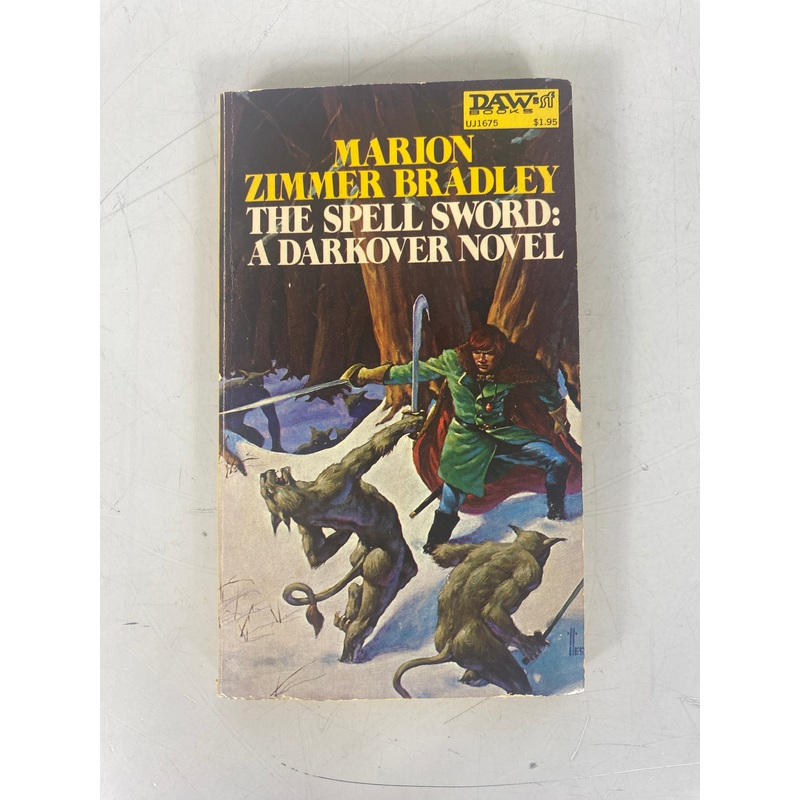 DAW=sf
BOOKS
UJ1675 $1.95
MARION
ZIMMER BRADLEY
THE SPELL SWORD:
A DARKOVER NOVEL